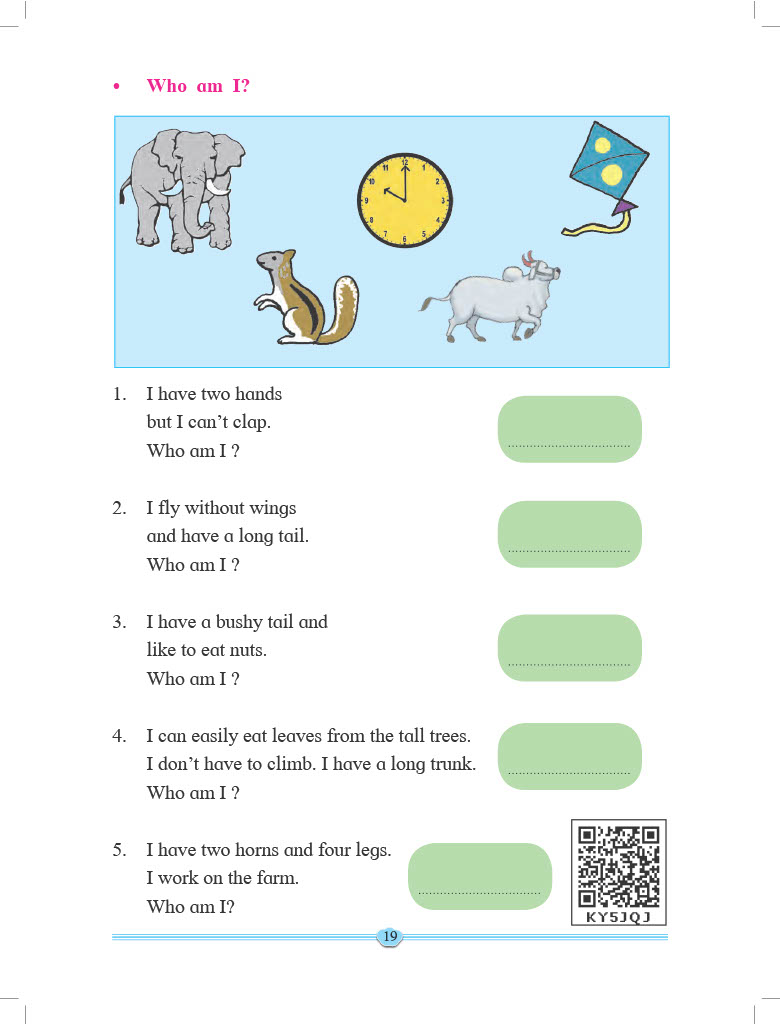 • Who am I?
12
11 1
10 2
9 3
8 4
7 5
6
1. I have two hands
but I can’t clap.
Who am I ?
..................................
2. I fly without wings
and have a long tail.
Who am I ?
..................................
3. I have a bushy tail and
like to eat nuts.
Who am I ?
..................................
4. I can easily eat leaves from the tall trees.
I don’t have to climb. I have a long trunk.
Who am I ?
..................................
5. I have two horns and four legs.
I work on the farm.
Who am I?
..................................
KY5JQJ
19